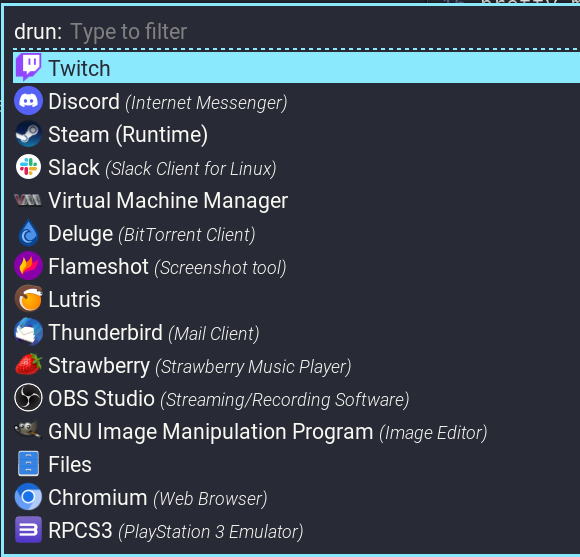 drun: Type to filter
Twitch
Discord (Internet Messenger)
Steam (Runtime)
Slack (Slack Client for Linux)
Virtual Machine Manager
Deluge (BitTorrent Client)
Flameshot (Screenshot tool)
Lutris
Thunderbird (Mail Client)
Strawberry (Strawberry Music Player)
OBS Studio (Streaming/Recording Software)
GNU Image Manipulation Program (Image Editor)
Files
Chromium (Web Browser)
RPCS3 (PlayStation 3 Emulator)